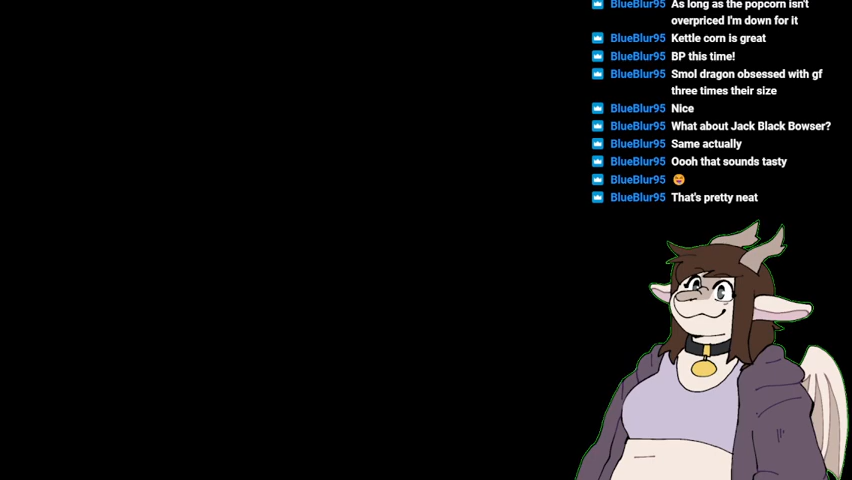 BlueBlur95 As long as the popcorn isn't
overpriced I'm down for it
BlueBlur95 Kettle corn is great
BlueBlur95 BP this time!
BlueBlur95 Smol dragon obsessed with gf
three times their size
BlueBlur95 Nice
BlueBlur95 What about Jack Black Bowser?
BlueBlur95 Same actually
BlueBlur95 Oooh that sounds tasty
BlueBlur95
BlueBlur95 That's pretty neat